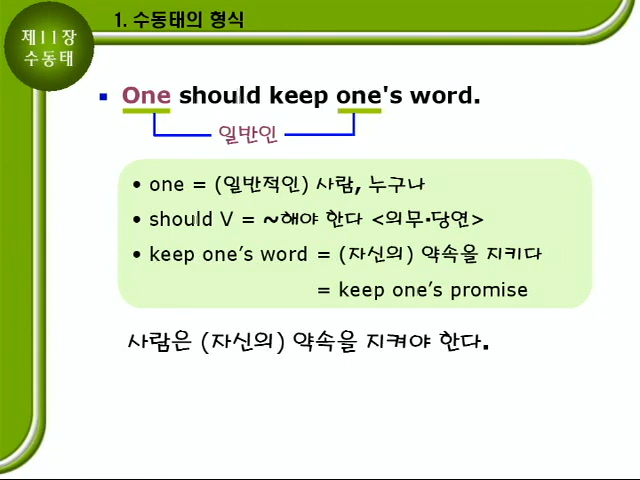 제11장
수동태
1. 수동태의 형식
▪ One should keep one's word.
일반인
• one = (일반적인) 사람, 누구나
• should V = ~해야 한다 <의무·당연>
• keep one’s word = (자신의) 약속을 지키다
= keep one’s promise
사람은 (자신의) 약속을 지켜야 한다.